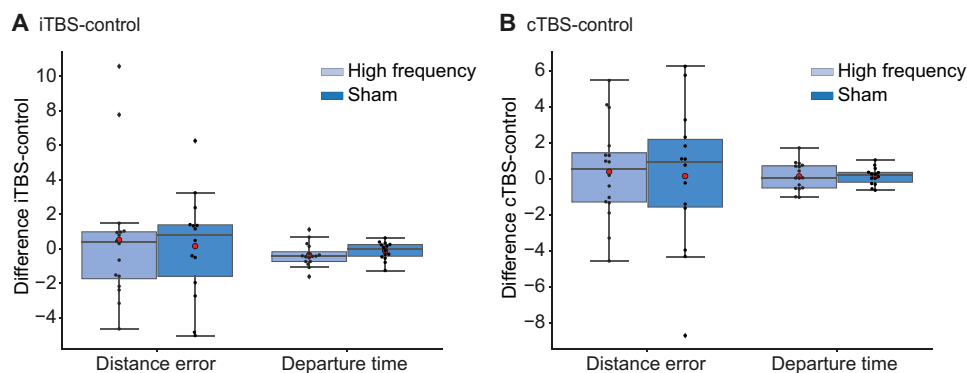 A iTBS-control
Difference iTBS-control
10
8
6
4
2
0
−2
−4
High frequency
Sham
Distance error
Departure time
B cTBS-control
Difference cTBS-control
6
4
2
0
−2
−4
−6
−8
High frequency
Sham
Distance error
Departure time